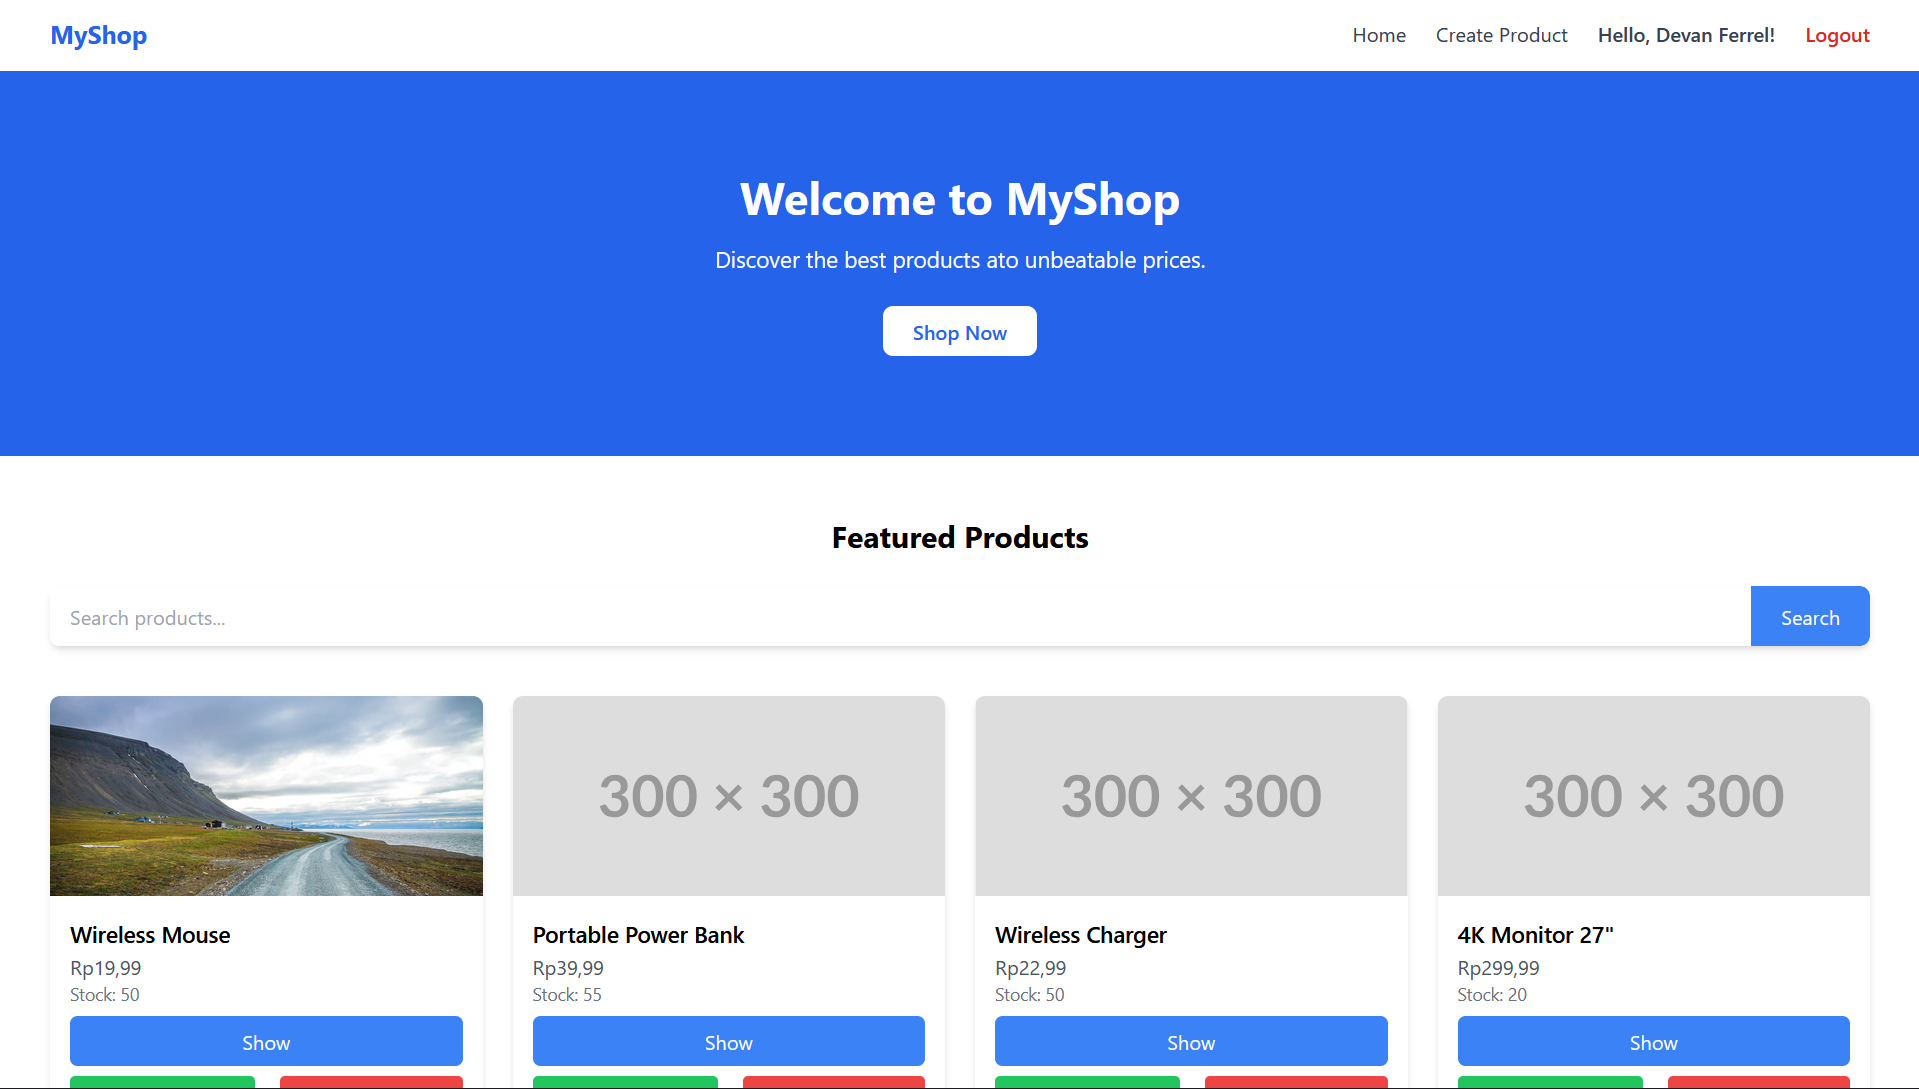 MyShop
Home Create Product Hello, Devan Ferrel! Logout
Welcome to MyShop
Discover the best products ato unbeatable prices.
Shop Now
Featured Products
Search products...
Search
300 × 300
300 × 300
300 × 300
Wireless Mouse
Rp19,99
Stock: 50
Show
Portable Power Bank
Rp39,99
Stock: 55
Show
Wireless Charger
Rp22,99
Stock: 50
Show
4K Monitor 27"
Rp299,99
Stock: 20
Show